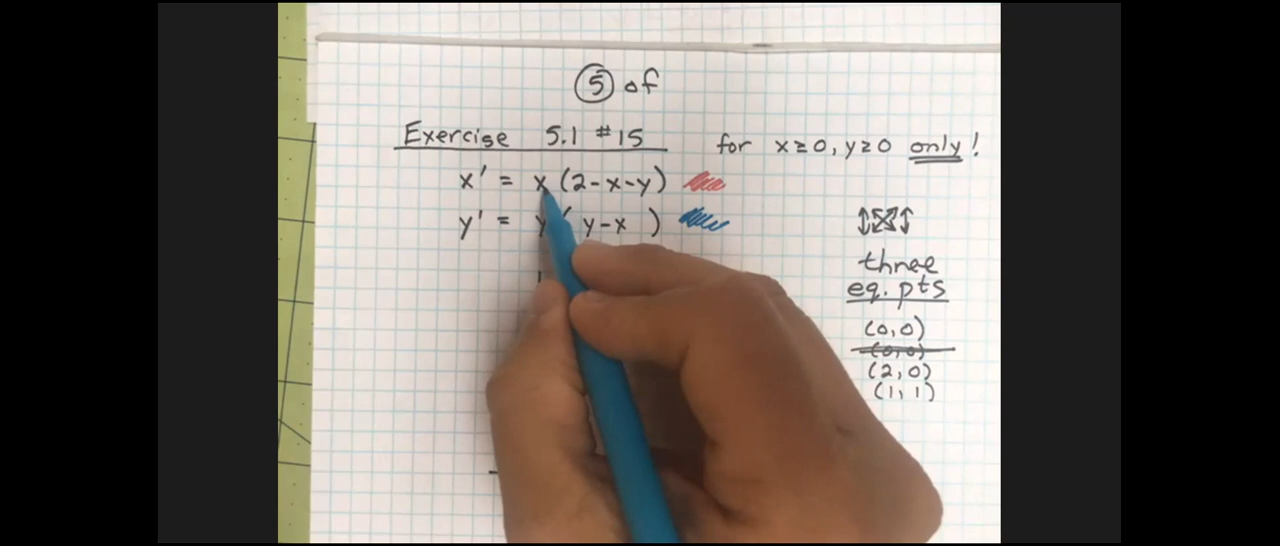 ⑤ of
Exercise 5.1 #15
for x≥0, y≥0 only!
x' = x (2-x-y)
y' = y ( y-x )
three
eq. pts
(0,0)
(0,0)
(2,0)
(1,1)